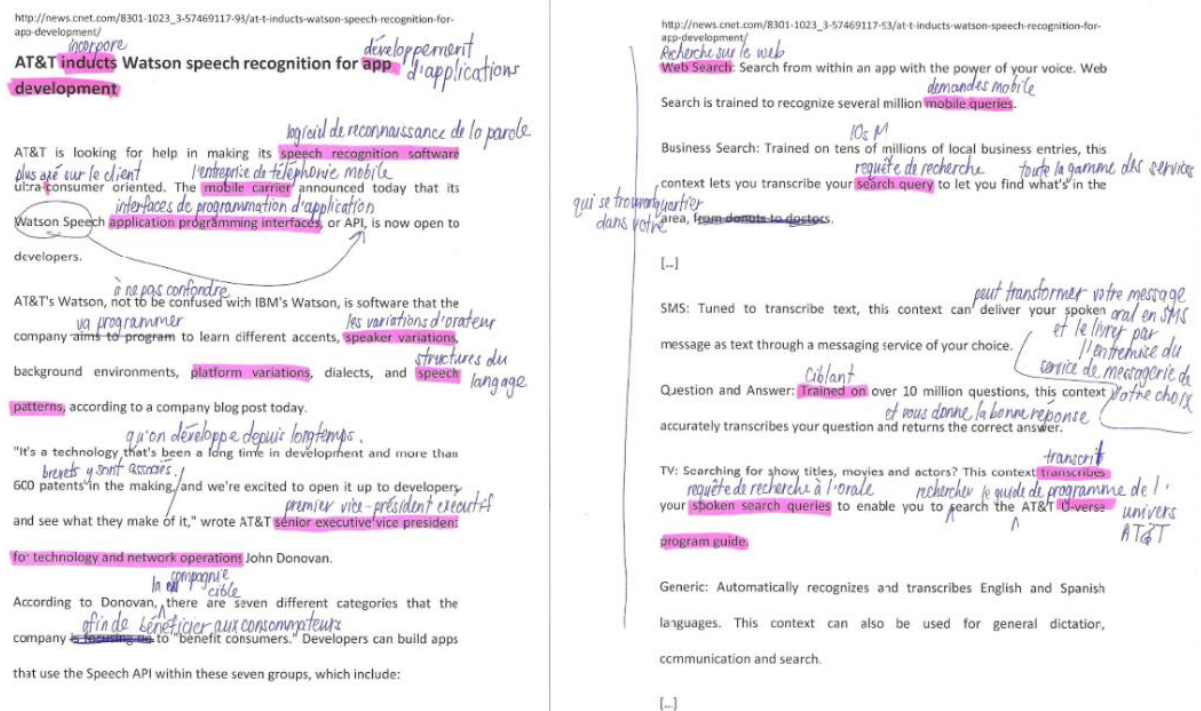 http://news.cnet.com/8301-1023_3-57469117-93/at-t-inducts-watson-speech-recognition-for-
app-development/
incorpore
développement
AT&T inducts Watson speech recognition for app
d'applications
development
logiciel de reconnaissance de la parole
AT&T is looking for help in making its speech recognition software
plus axé sur le client
l'entreprise de téléphonie mobile
ultra-consumer oriented. The mobile carrier announced today that its
interfaces de programmation d'application
Watson Speech application programming interfaces, or API, is now open to
developers.
à ne pas confondre
AT&T's Watson, not to be confused with IBM's Watson, is software that the
va programmer
les variations d'orateur
company aims to program to learn different accents, speaker variations,
structures du
background environments, platform variations, dialects, and speech
langage
patterns, according to a company blog post today.
qu'on développe depuis longtemps.
"It's a technology that's been a long time in development and more than
brevets y sont associés.
600 patents in the making, and we're excited to open it up to developers
premier vice-président exécutif
and see what they make of it," wrote AT&T senior executive vice president
for technology and network operations John Donovan.
la compagnie
cible
According to Donovan, there are seven different categories that the
afin de bénéficier aux consommateurs
company is focusing on to "benefit consumers." Developers can build apps
that use the Speech API within these seven groups, which include:
http://news.cnet.com/8301-1023_3-57469117-93/at-t-inducts-watson-speech-recognition-for-
app-development/
Recherche sur le web
Web Search: Search from within an app with the power of your voice. Web
demandes mobile
Search is trained to recognize several million mobile queries.
10s M
Business Search: Trained on tens of millions of local business entries, this
requête de recherche
toute la gamme des services
context lets you transcribe your search query to let you find what's in the
qui se trouvent
quartier
dans votre
area, from donuts to doctors.
[...]
peut transformer votre message
SMS: Tuned to transcribe text, this context can deliver your spoken
oral en SMS
et le livrer par
message as text through a messaging service of your choice.
l'entremise du
service de messagerie de
Ciblant
Question and Answer: Trained on over 10 million questions, this context
votre choix
et vous donne la bonne réponse
accurately transcribes your question and returns the correct answer.
transcrit
TV: Searching for show titles, movies and actors? This context transcribes
requête de recherche à l'orale
rechercher le guide de programme de l'
your spoken search queries to enable you to search the AT&T U-verse
univers
AT&T
program guide.
Generic: Automatically recognizes and transcribes English and Spanish
languages. This context can also be used for general dictation,
communication and search.
[...]